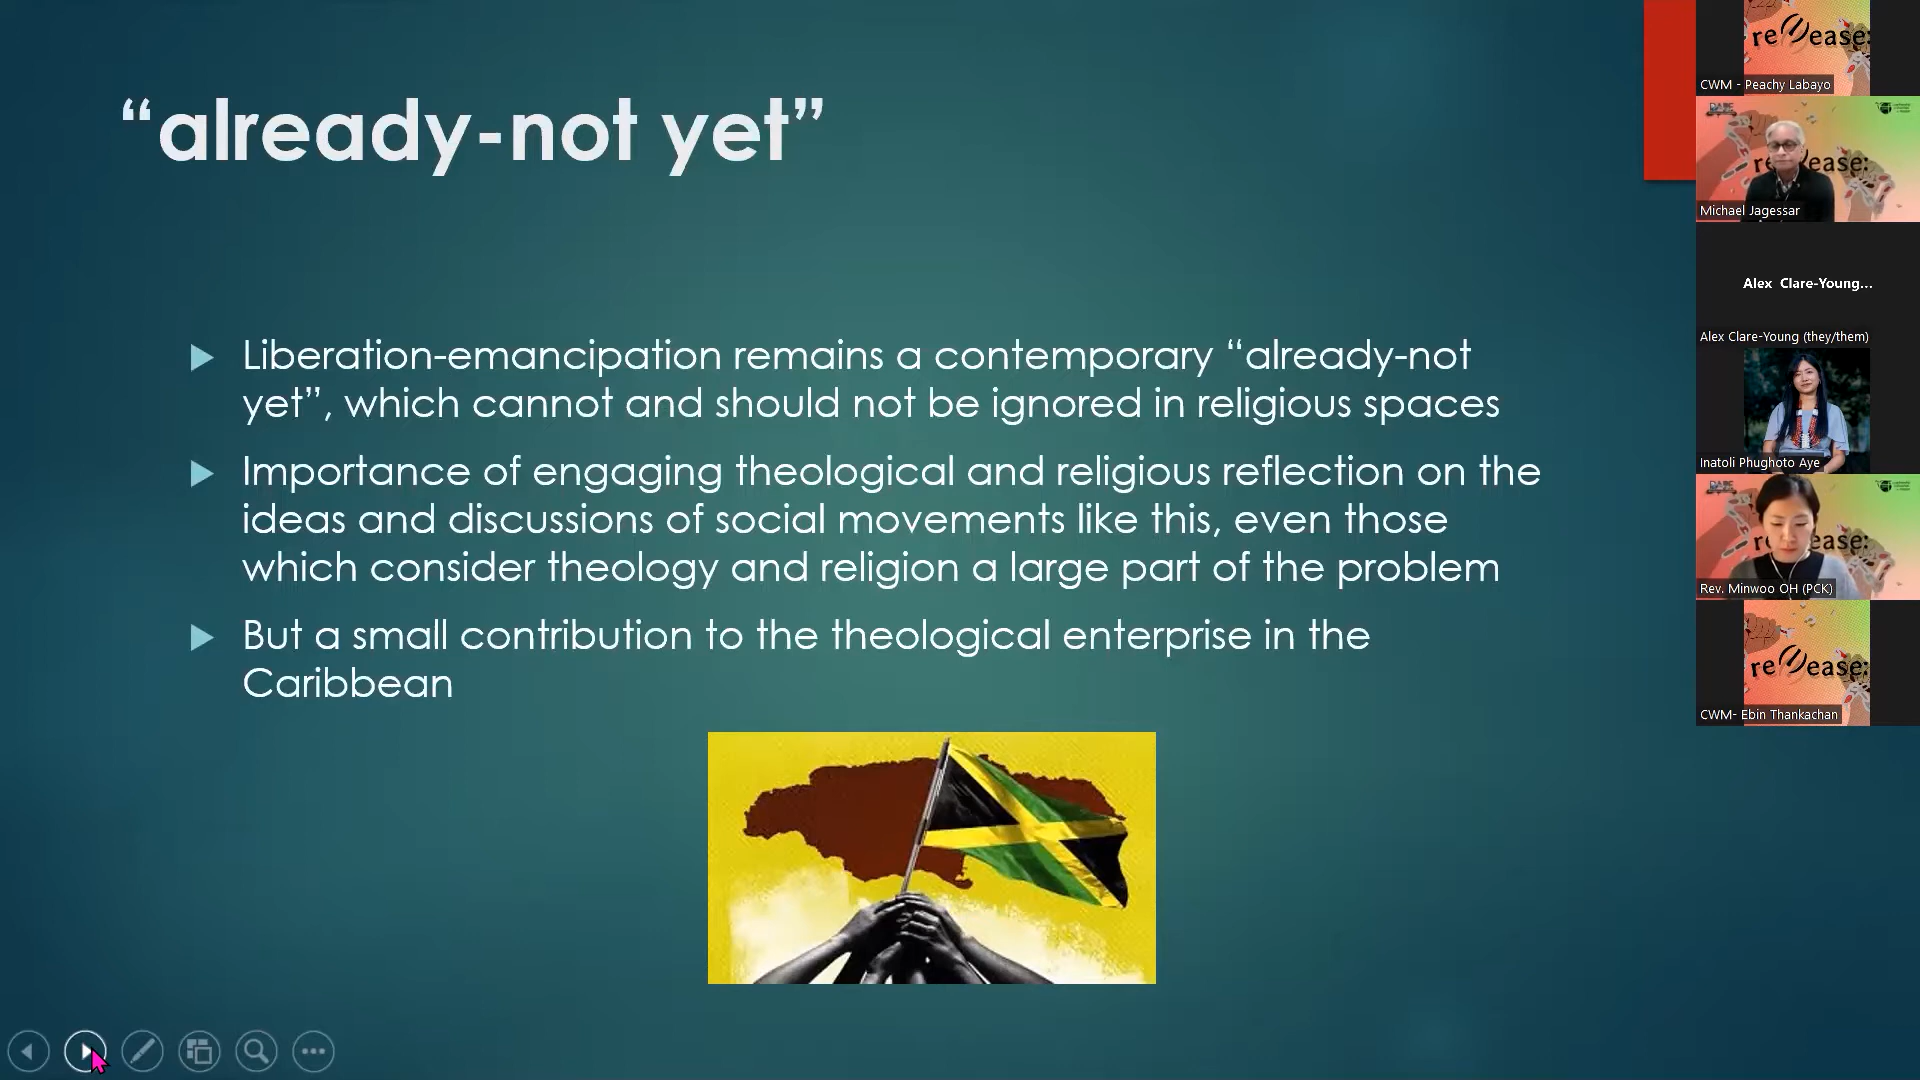 “already-not yet”
Liberation-emancipation remains a contemporary “already-not
yet”, which cannot and should not be ignored in religious spaces
Importance of engaging theological and religious reflection on the
ideas and discussions of social movements like this, even those
which consider theology and religion a large part of the problem
But a small contribution to the theological enterprise in the
Caribbean
re(l)ease:
CWM - Peachy Labayo
Michael Jagessar
Alex Clare-Young...
Alex Clare-Young (they/them)
Inatoli Phughoto Aye
Rev. Minwoo OH (PCK)
re(l)ease:
CWM- Ebin Thankachan